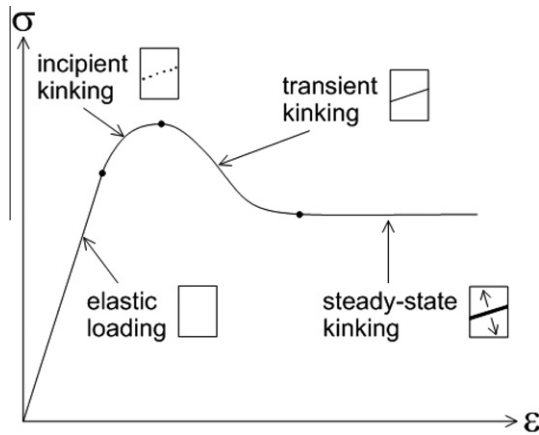 σ
incipient
kinking
transient
kinking
elastic
loading
steady-state
kinking
ε